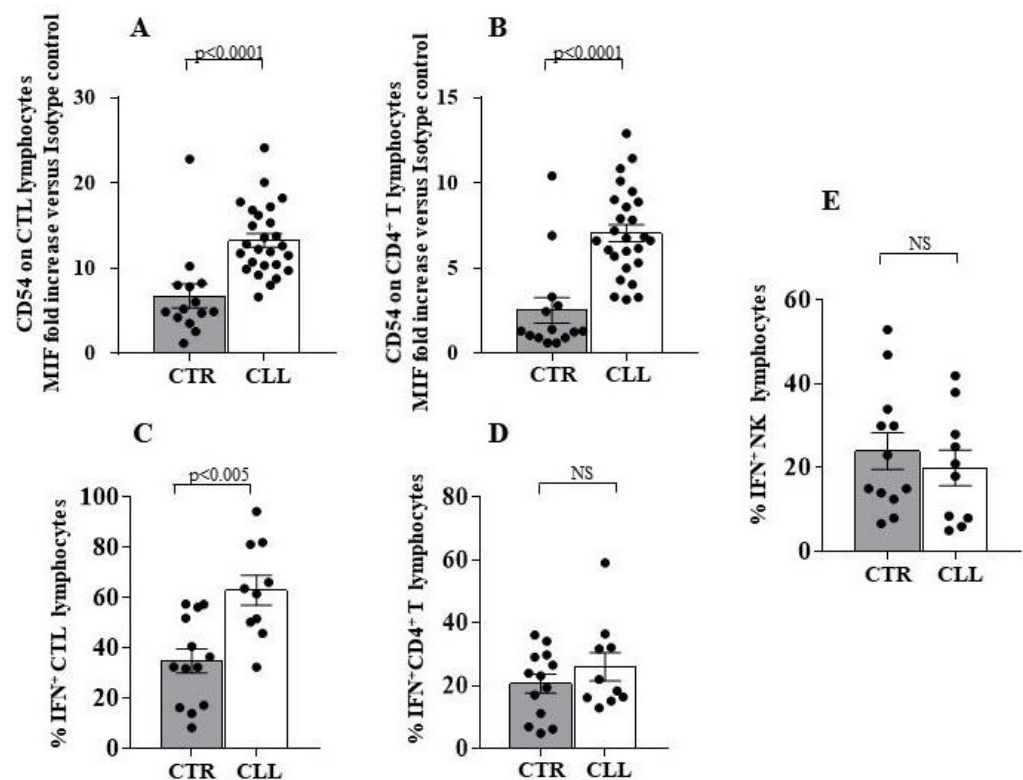 A
p<0.0001
CD54 on CTL lymphocytes
MIF fold increase versus Isotype control
30
20
10
0
CTR
CLL
B
p<0.0001
CD54 on CD4⁺ T lymphocytes
MIF fold increase versus Isotype control
15
10
5
0
CTR
CLL
C
p<0.005
% IFN⁺ CTL lymphocytes
100
80
60
40
20
0
CTR
CLL
D
NS
% IFN⁺CD4⁺ T lymphocytes
80
60
40
20
0
CTR
CLL
E
NS
% IFN⁺ NK lymphocytes
60
40
20
0
CTR
CLL